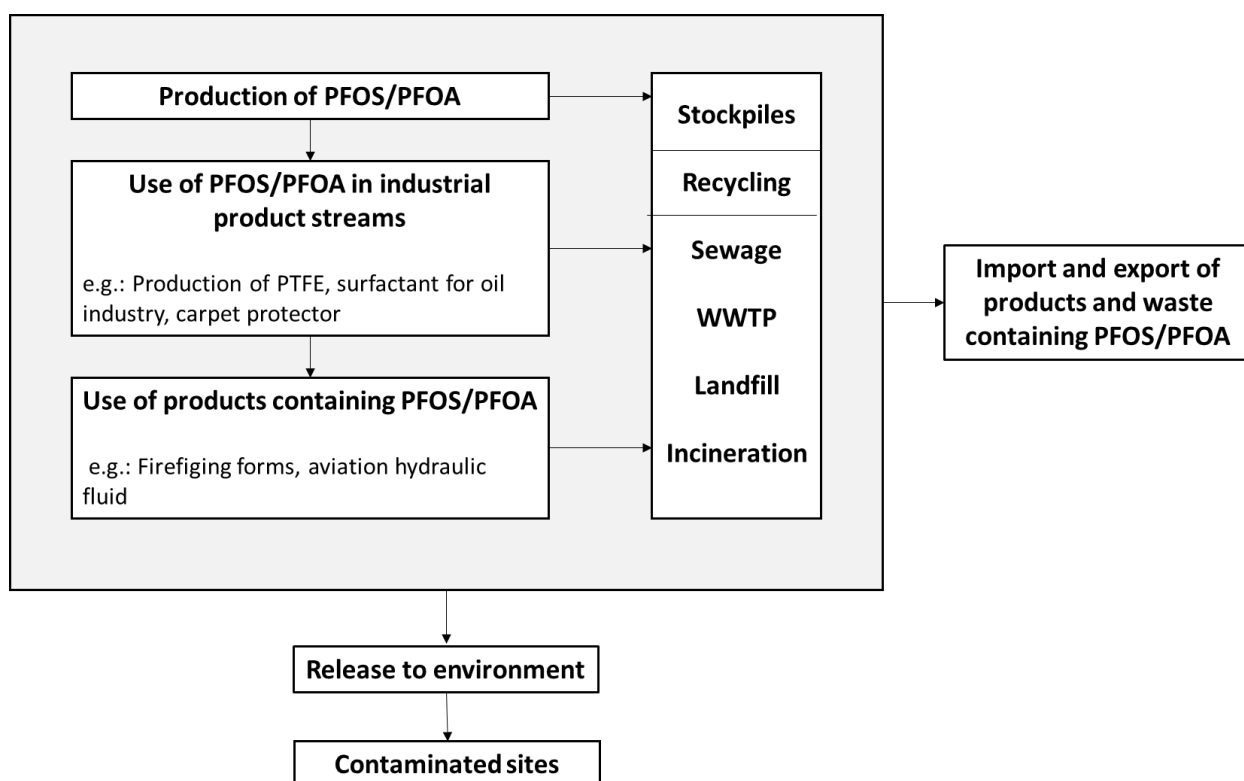 Production of PFOS/PFOA
Use of PFOS/PFOA in industrial
product streams
e.g.: Production of PTFE, surfactant for oil
industry, carpet protector
Use of products containing PFOS/PFOA
e.g.: Firefiging forms, aviation hydraulic
fluid
Stockpiles
Recycling
Sewage
WWTP
Landfill
Incineration
Import and export of
products and waste
containing PFOS/PFOA
Release to environment
Contaminated sites